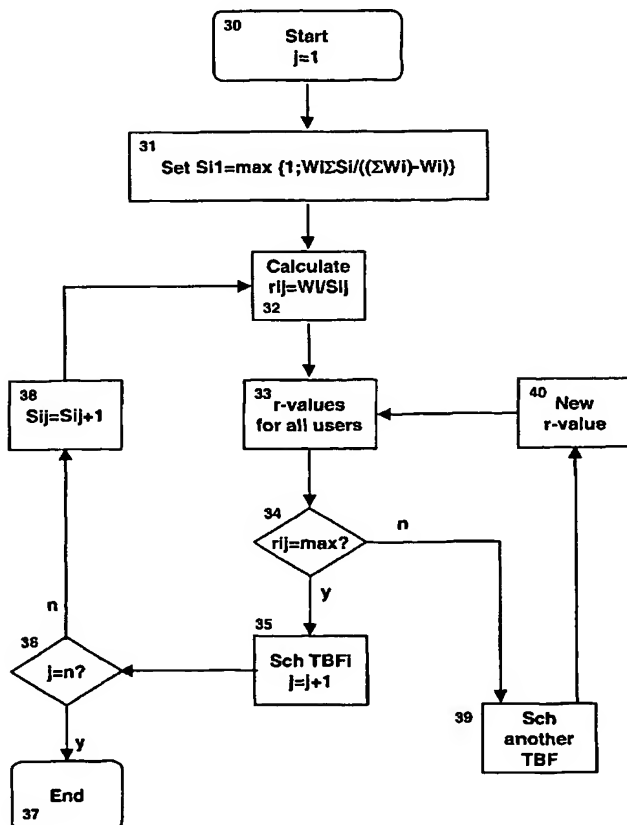 30
Start
j=1
31
Set Si1=max {1;WiΣSi/((ΣWi)-Wi)}
Calculate
rij=Wi/Sij
32
38
Sij=Sij+1
33
r-values
for all users
40
New
r-value
34
rij=max?
n
y
n
36
j=n?
35
Sch TBFi
j=j+1
39
Sch
another
TBF
y
End
37